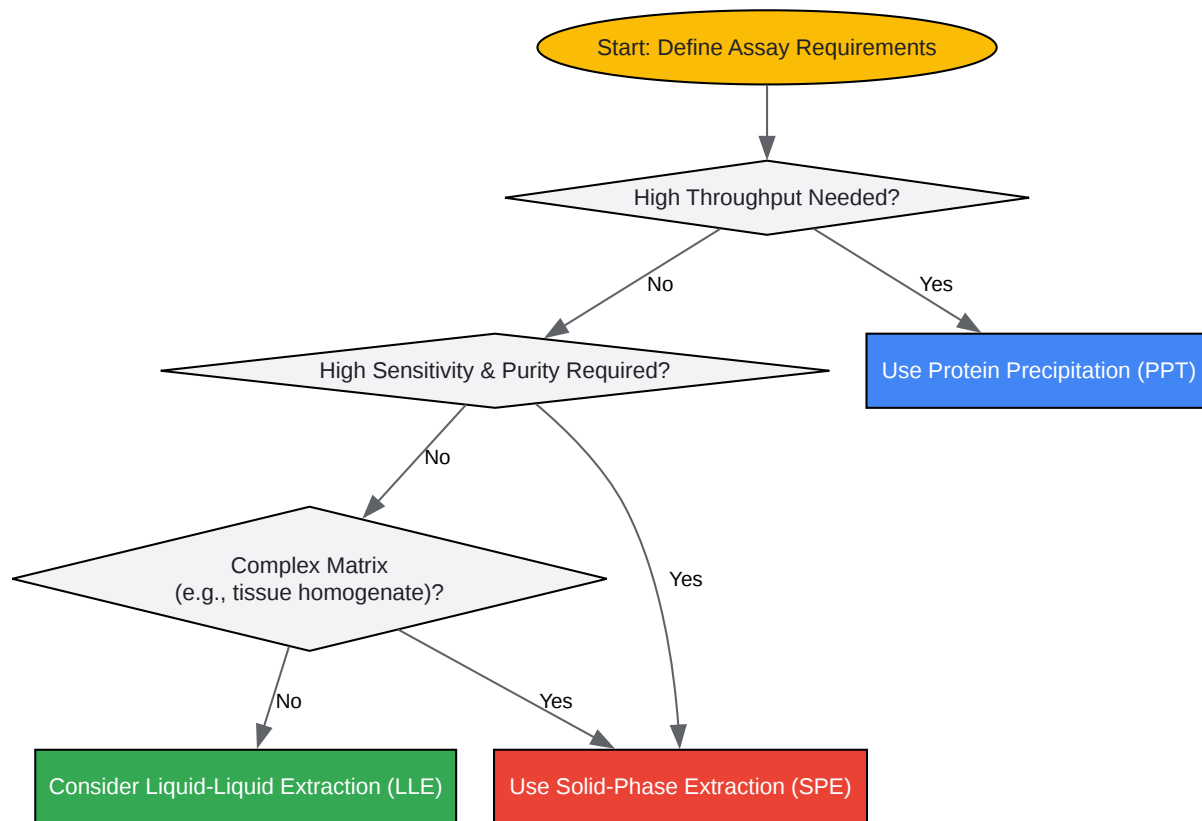 Start: Define Assay Requirements
High Throughput Needed?
No
Yes
High Sensitivity & Purity Required?
Use Protein Precipitation (PPT)
No
Complex Matrix
(e.g., tissue homogenate)?
Yes
No
Yes
Consider Liquid-Liquid Extraction (LLE)
Use Solid-Phase Extraction (SPE)